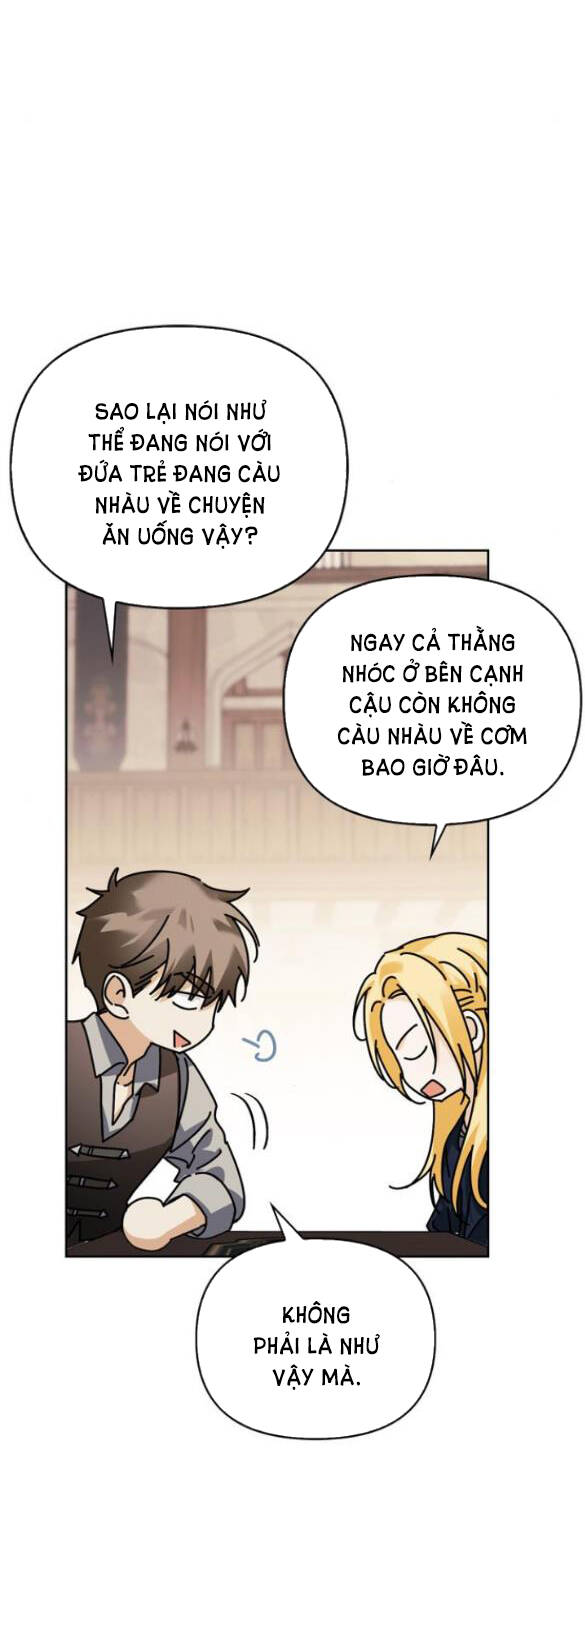 SAO LẠI NÓI NHƯ
THỂ ĐANG NÓI VỚI
ĐỨA TRẺ ĐANG CÀU
NHÀU VỀ CHUYỆN
ĂN UỐNG VẬY?
NGAY CẢ THẰNG
NHÓC Ở BÊN CẠNH
CẬU CÒN KHÔNG
CÀU NHÀU VỀ CƠM
BAO GIỜ ĐÂU.
KHÔNG
PHẢI LÀ NHƯ
VẬY MÀ.